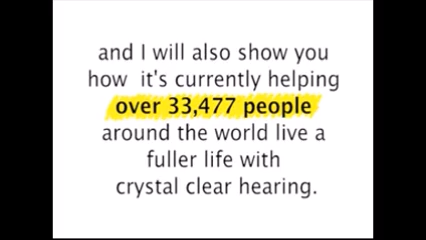 and I will also show you
how it's currently helping
over 33,477 people
around the world live a
fuller life with
crystal clear hearing.